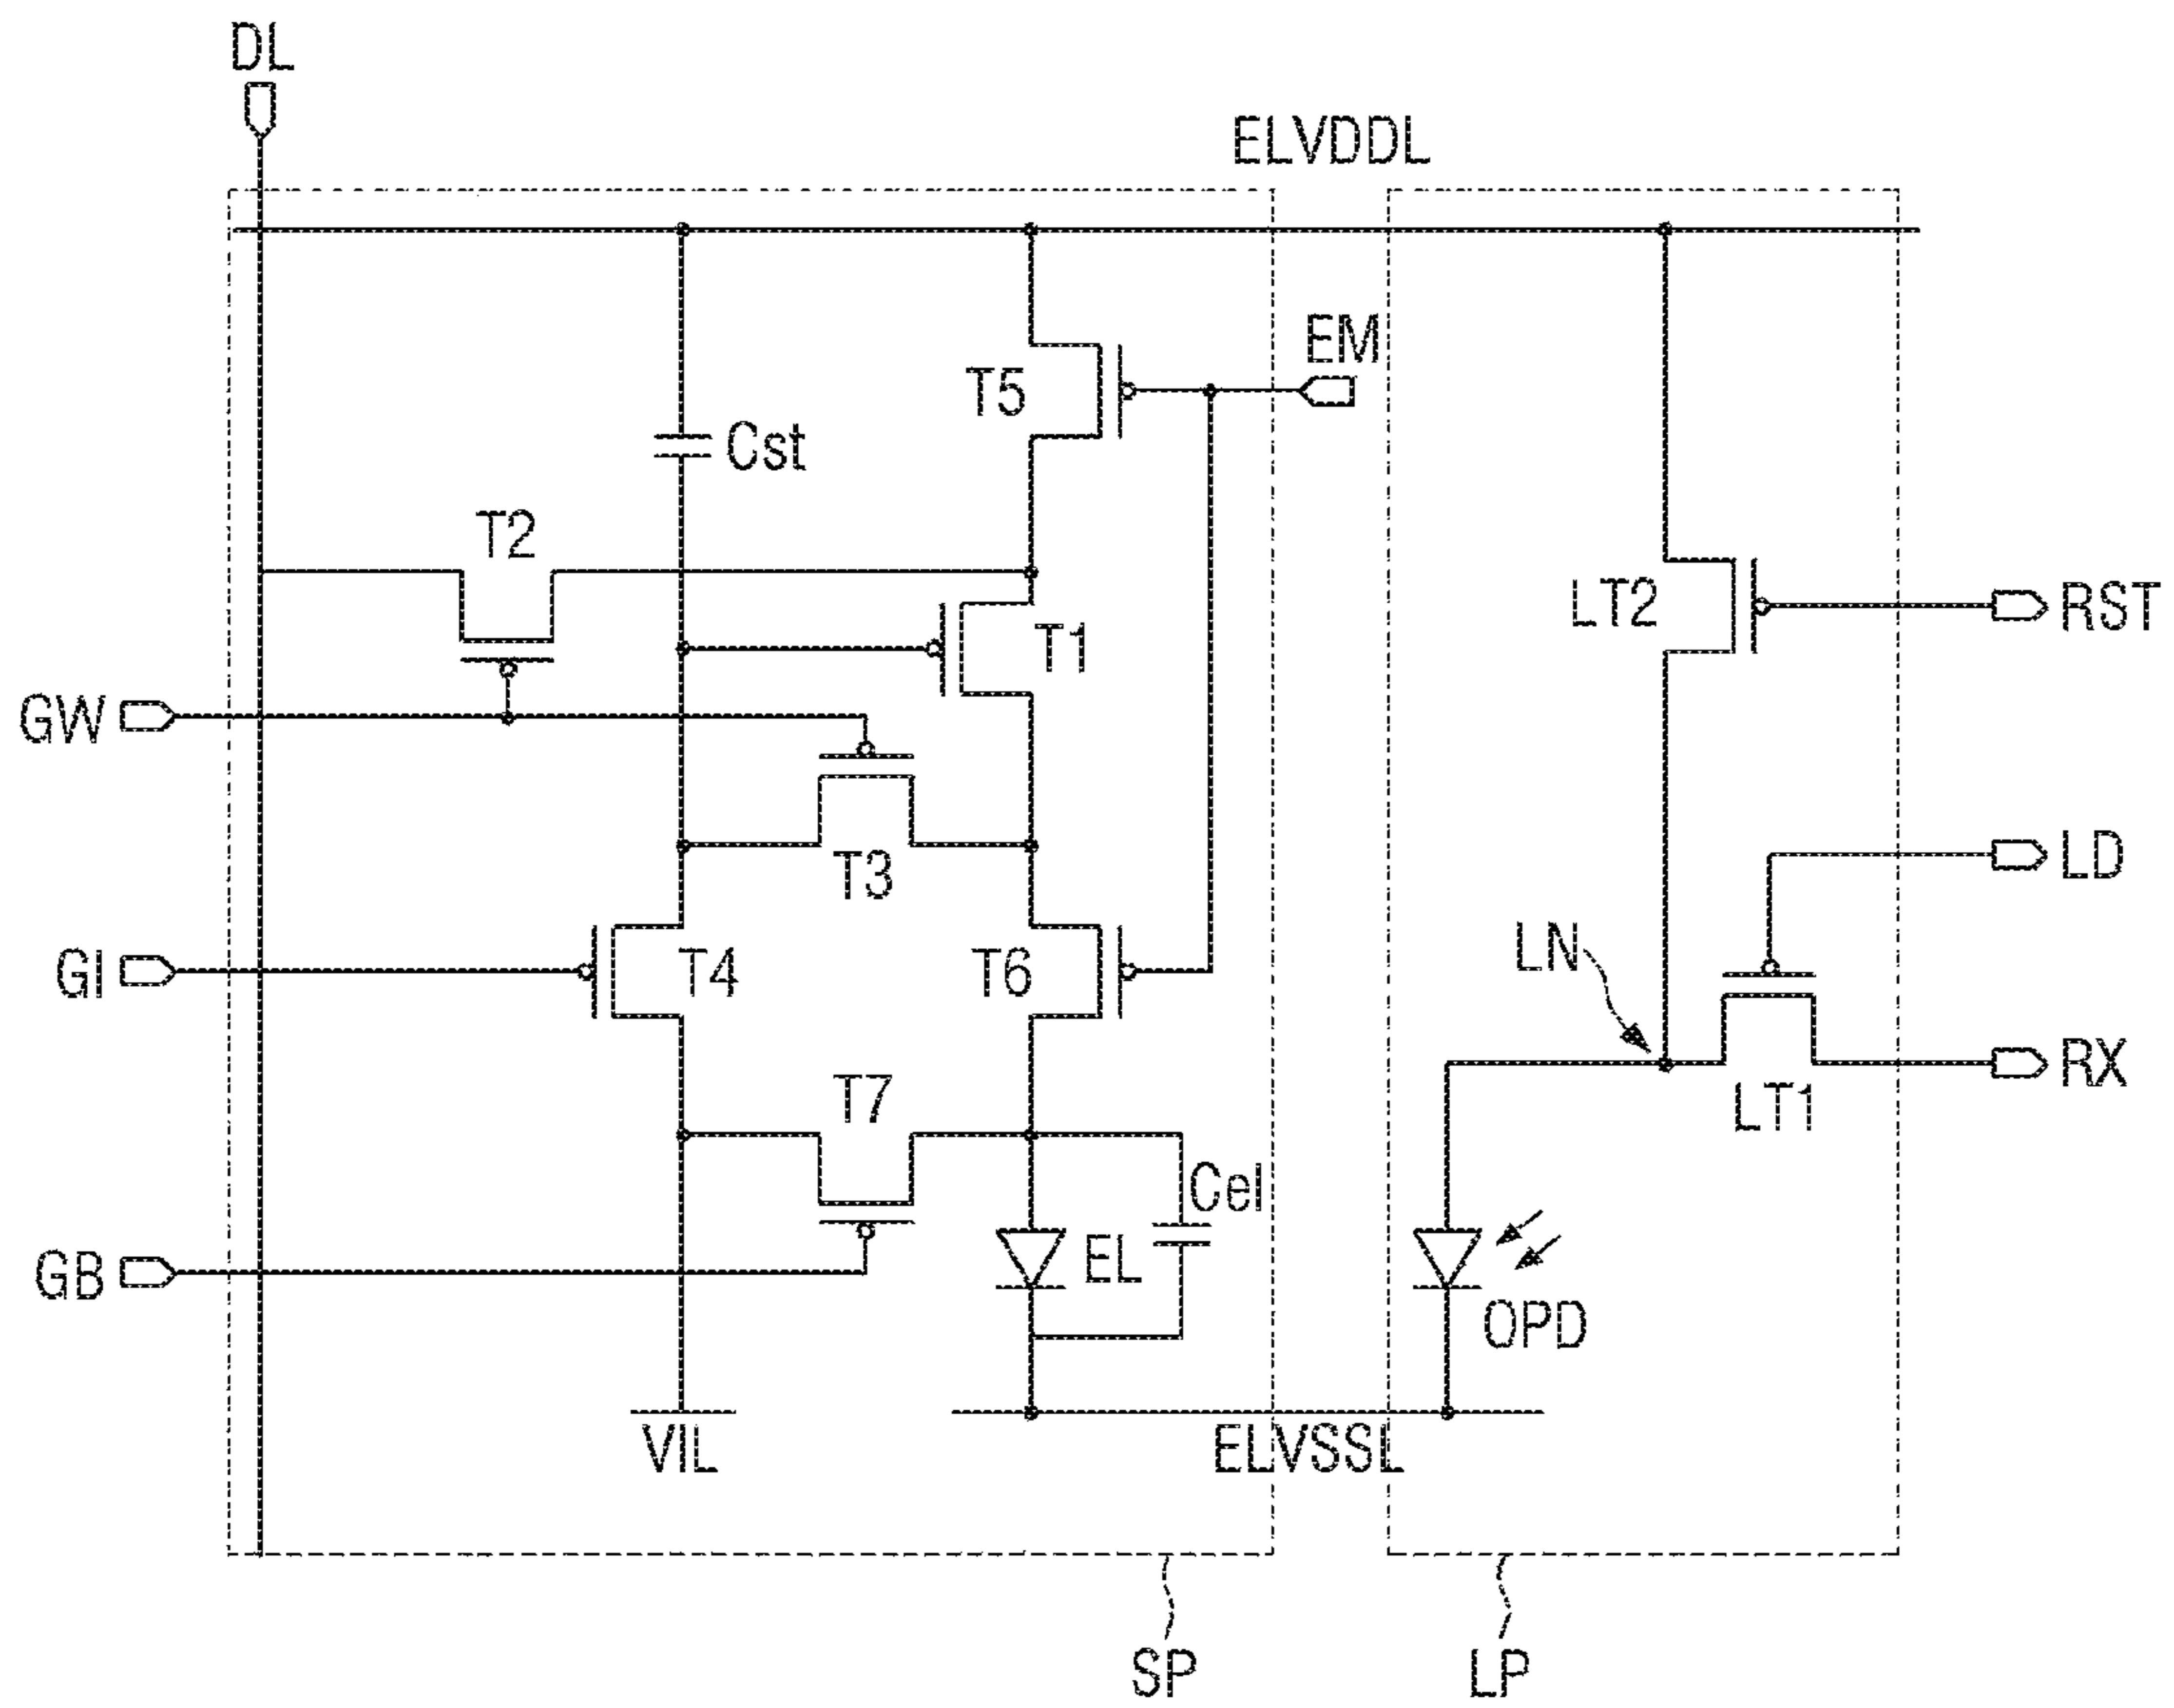 DL
ELVDDL
EM
T5
Cst
T2
LT2
RST
T1
GW
T3
LD
LN
GI
T4
T6
RX
T7
LT1
Cel
GB
EL
OPD
VIL
ELVSSL
SP
LP